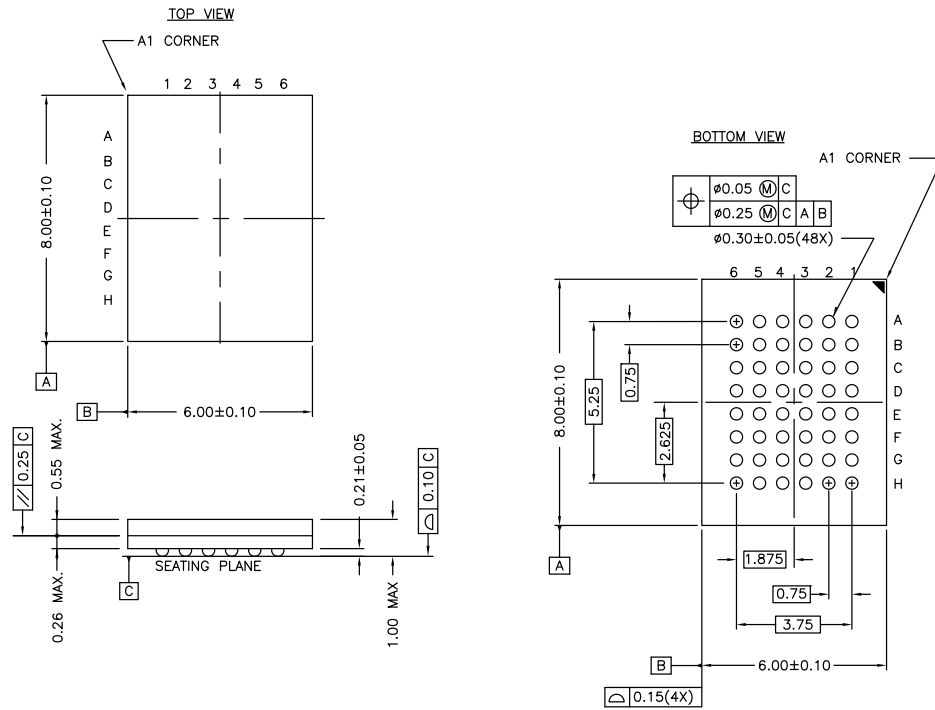 TOP VIEW
A1 CORNER
1 2 3 4 5 6
A
B
C
D
E
F
G
H
8.00±0.10
A
B
6.00±0.10
// 0.25 C
0.55 MAX.
0.21±0.05
⌓ 0.10 C
SEATING PLANE
C
0.26 MAX.
1.00 MAX
BOTTOM VIEW
A1 CORNER
⌖ ø0.05 Ⓜ C
ø0.25 Ⓜ C A B
ø0.30±0.05(48X)
6 5 4 3 2 1
A
B
C
D
E
F
G
H
8.00±0.10
5.25
0.75
2.625
A
1.875
0.75
3.75
B
6.00±0.10
⌓ 0.15(4X)